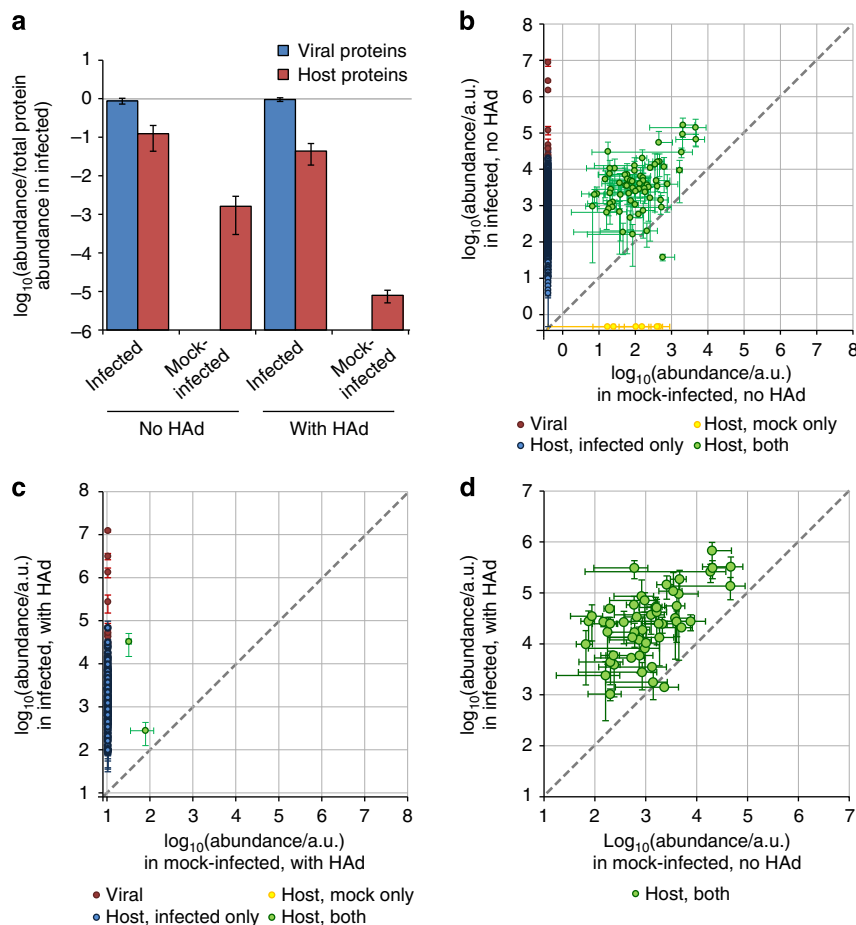 a
Viral proteins
Host proteins
log10(abundance/total protein
abundance in infected)
1
0
–1
–2
–3
–4
–5
–6
Infected
Mock-
infected
Infected
Mock-
infected
No HAd
With HAd
b
log10(abundance/a.u.)
in infected, no HAd
8
7
6
5
4
3
2
1
0
0 1 2 3 4 5 6 7 8
log10(abundance/a.u.)
in mock-infected, no HAd
Viral
Host, mock only
Host, infected only
Host, both
c
log10(abundance/a.u.)
in infected, with HAd
8
7
6
5
4
3
2
1
1 2 3 4 5 6 7 8
log10(abundance/a.u.)
in mock-infected, with HAd
Viral
Host, mock only
Host, infected only
Host, both
d
log10(abundance/a.u.)
in infected, with HAd
7
6
5
4
3
2
1
1 2 3 4 5 6 7
Log10(abundance/a.u.)
in mock-infected, no HAd
Host, both